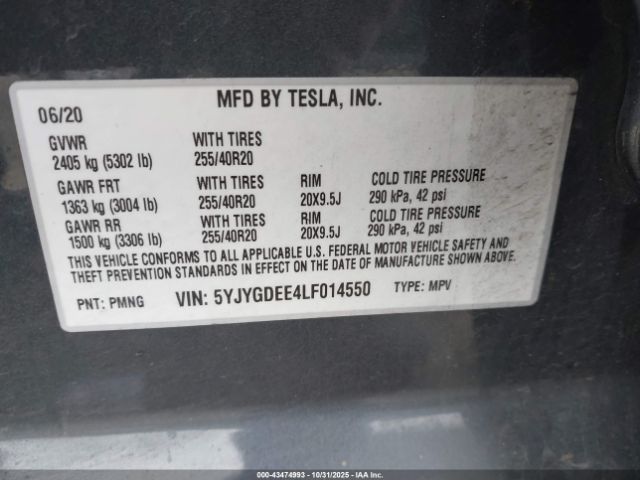 MFD BY TESLA, INC.
06/20
GVWR WITH TIRES
2405 kg (5302 lb) 255/40R20
GAWR FRT WITH TIRES RIM COLD TIRE PRESSURE
1363 kg (3004 lb) 255/40R20 20X9.5J 290 kPa, 42 psi
GAWR RR WITH TIRES RIM COLD TIRE PRESSURE
1500 kg (3306 lb) 255/40R20 20X9.5J 290 kPa, 42 psi
THIS VEHICLE CONFORMS TO ALL APPLICABLE U.S. FEDERAL MOTOR VEHICLE SAFETY AND
THEFT PREVENTION STANDARDS IN EFFECT ON THE DATE OF MANUFACTURE SHOWN ABOVE.
PNT: PMNG VIN: 5YJYGDEE4LF014550 TYPE: MPV
© IAA - 43474993 - 10/31/2025 - IAAI.COM